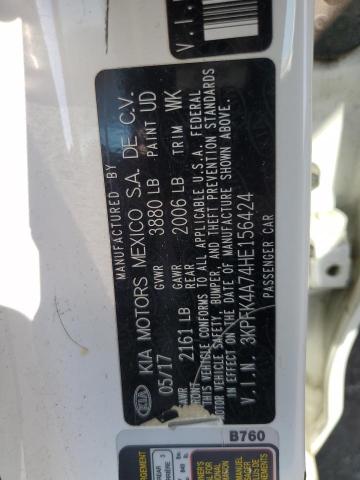 MANUFACTURED BY
KIA MOTORS MEXICO S.A. DE C.V.
05/17 GVWR 3880 LB PAINT UD
GAWR FRONT 2161 LB GAWR REAR 2006 LB TRIM WK
THIS VEHICLE CONFORMS TO ALL APPLICABLE U.S.A. FEDERAL
MOTOR VEHICLE SAFETY, BUMPER, AND THEFT PREVENTION STANDARDS
IN EFFECT ON THE DATE OF MANUFACTURE SHOWN ABOVE.
V.I.N. 3KPFK4A74HE156424
PASSENGER CAR
KIA
B760
V.I.N
REAR 3